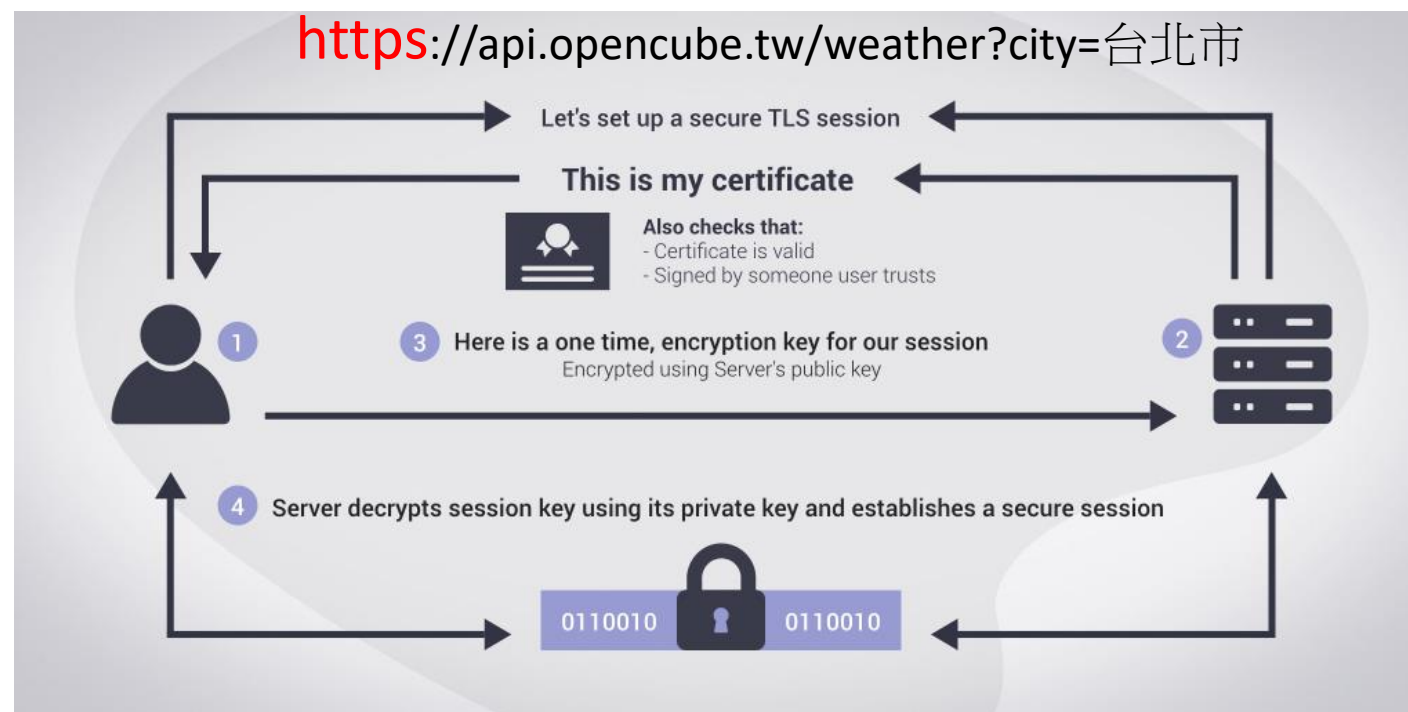 https://api.opencube.tw/weather?city=台北市
Let's set up a secure TLS session
This is my certificate
Also checks that:
- Certificate is valid
- Signed by someone user trusts
1
3 Here is a one time, encryption key for our session
2
Encrypted using Server's public key
4 Server decrypts session key using its private key and establishes a secure session
0110010 0110010